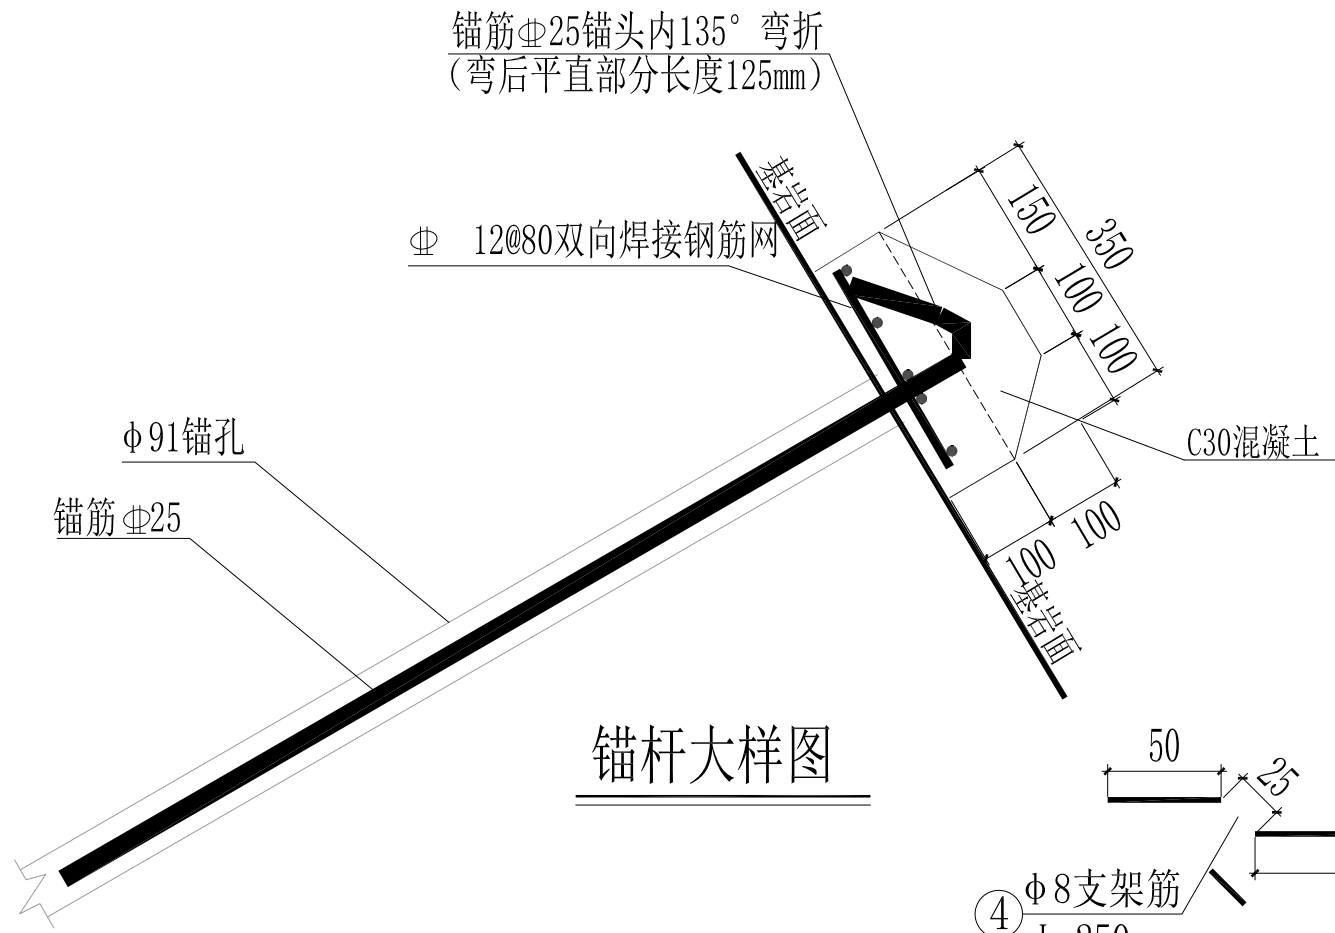 锚筋⌀25锚头内135°弯折
(弯后平直部分长度125mm)
基岩面
⌀ 12@80双向焊接钢筋网
150
350
100
100
φ91锚孔
C30混凝土
锚筋⌀25
100
100
基岩面
锚杆大样图
50
25
④
φ8支架筋